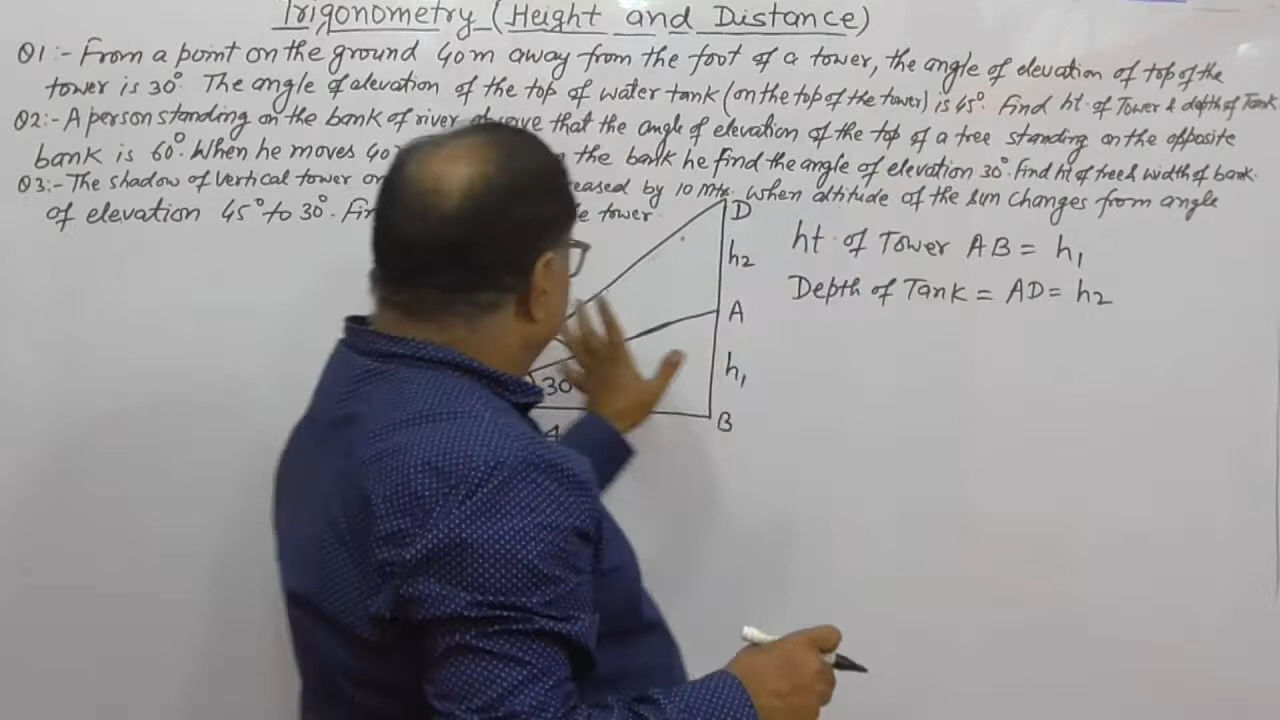 Trigonometry (Height and Distance)
Q1:- From a point on the ground 40m away from the foot of a tower, the angle of elevation of top of the
tower is 30°. The angle of elevation of the top of water tank (on the top of the tower) is 45°. Find ht. of Tower & depth of Tank
Q2:- A person standing on the bank of river that the angle of elevation of the top of a tree standing on the opposite
bank is 60°. When he moves 40 the bank he find the angle of elevation 30°. Find ht of tree & width of bank.
Q3:- The shadow of vertical tower by 10 mts. when altitude of the sun changes from angle
of elevation 45° to 30°. tower.
D
h2
A
h1
30
B
ht. of Tower AB = h1
Depth of Tank = AD = h2